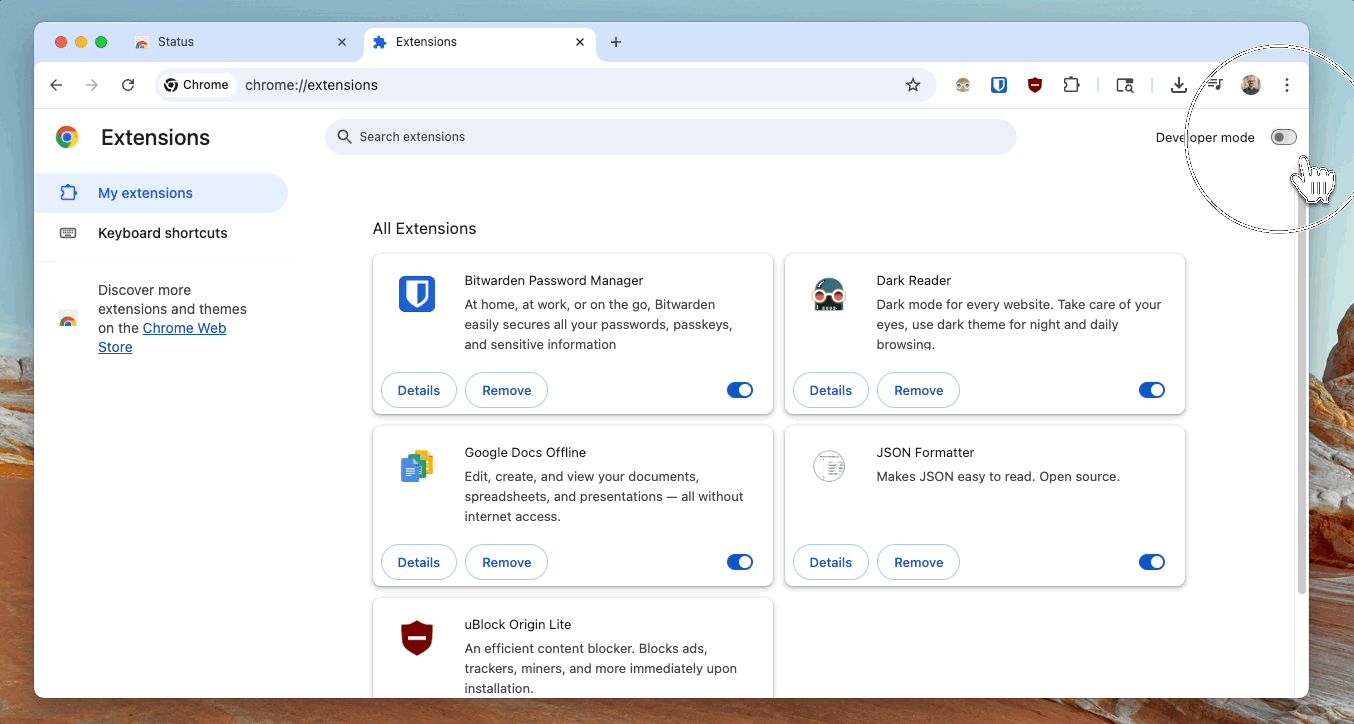 Status
Extensions
Chrome
chrome://extensions
Extensions
Search extensions
Developer mode
My extensions
Keyboard shortcuts
Discover more
extensions and themes
on the Chrome Web
Store
All Extensions
Bitwarden Password Manager
At home, at work, or on the go, Bitwarden
easily secures all your passwords, passkeys,
and sensitive information
Details
Remove
Dark Reader
Dark mode for every website. Take care of your
eyes, use dark theme for night and daily
browsing.
Details
Remove
Google Docs Offline
Edit, create, and view your documents,
spreadsheets, and presentations — all without
internet access.
Details
Remove
JSON Formatter
Makes JSON easy to read. Open source.
Details
Remove
uBlock Origin Lite
An efficient content blocker. Blocks ads,
trackers, miners, and more immediately upon
installation.